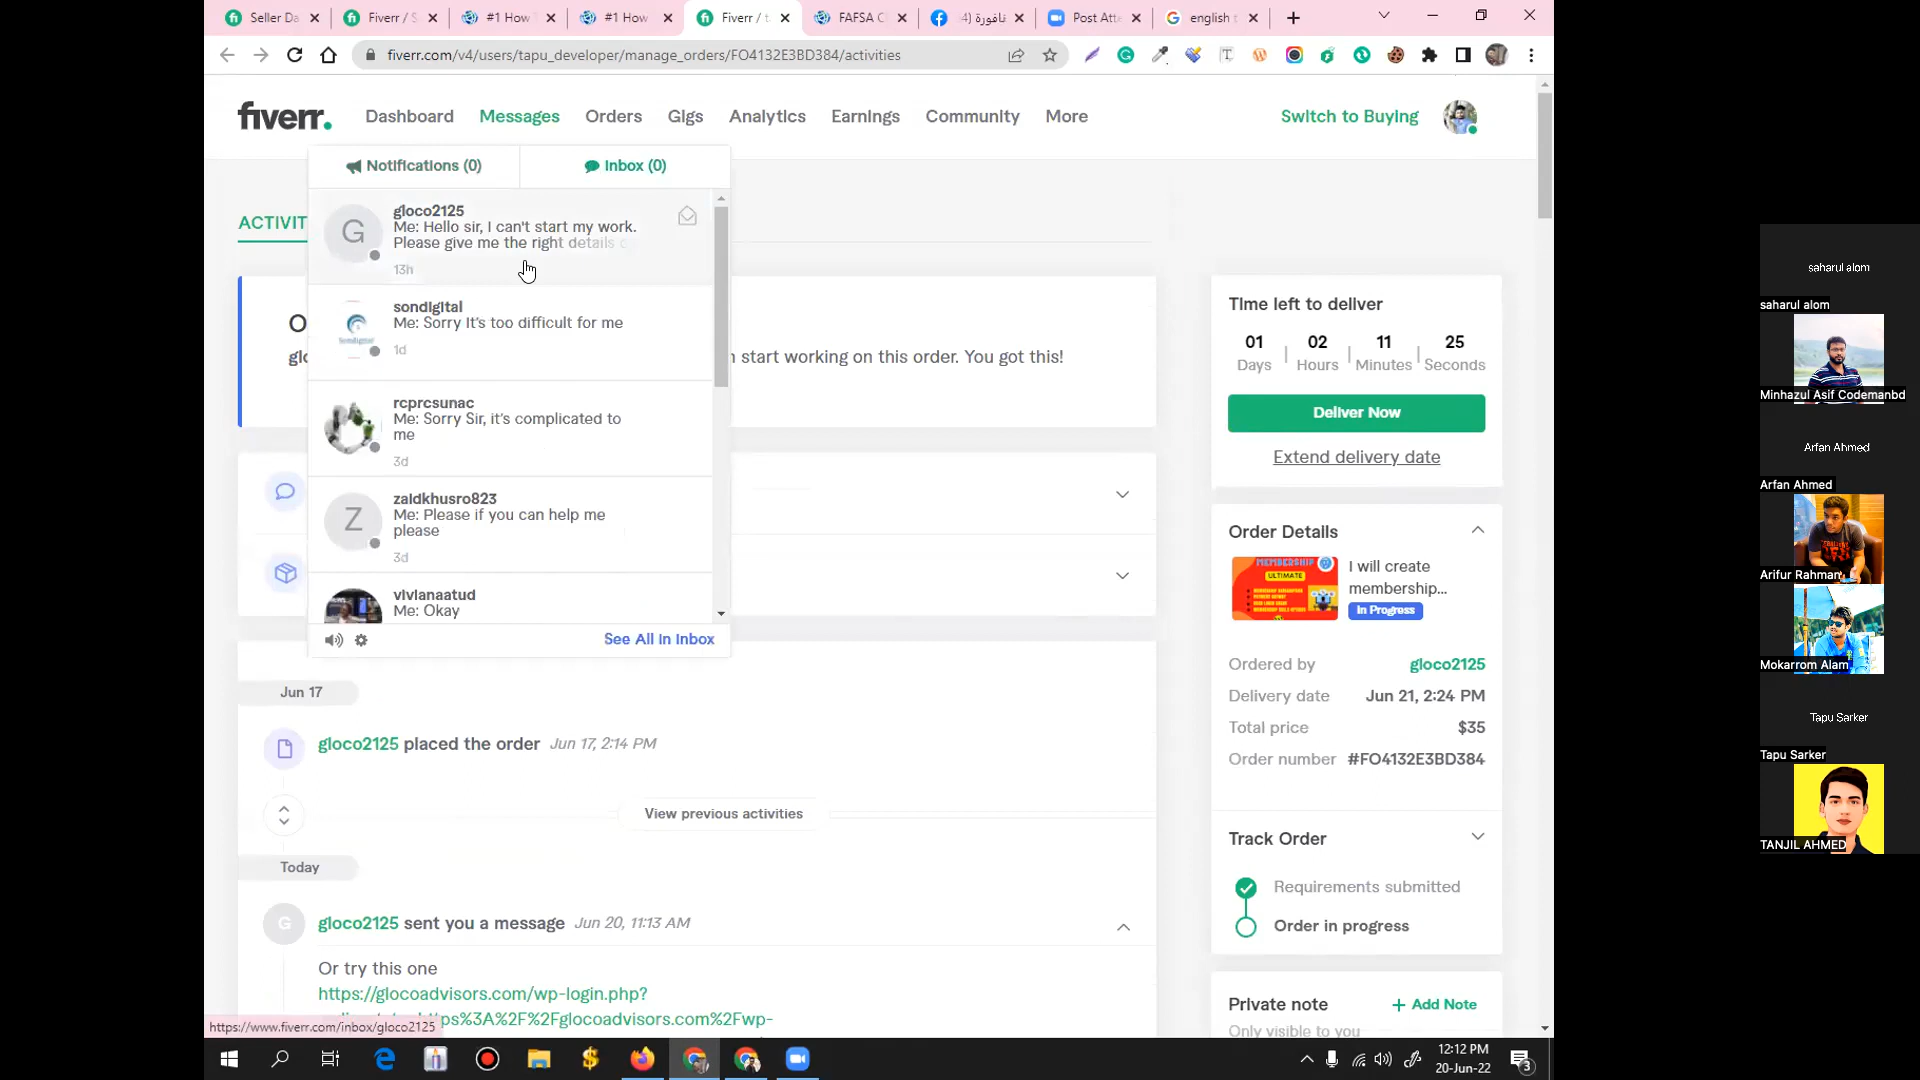 Seller Da
Fiverr / S
#1 How T
#1 How
Fiverr / t
FAFSA C
نافورة (4
Post Atte
english t
fiverr.com/v4/users/tapu_developer/manage_orders/FO4132E3BD384/activities
fiverr.
Dashboard
Messages
Orders
Gigs
Analytics
Earnings
Community
More
Switch to Buying
Notifications (0)
Inbox (0)
gloco2125
Me: Hello sir, I can't start my work.
Please give me the right details
13h
sondigital
Me: Sorry It's too difficult for me
1d
rcprcsunac
Me: Sorry Sir, it's complicated to
me
3d
zaidkhusro823
Me: Please if you can help me
please
3d
vivianaatud
Me: Okay
See All in Inbox
ACTIVIT
O
glo
n start working on this order. You got this!
Jun 17
gloco2125 placed the order Jun 17, 2:14 PM
View previous activities
Today
G
gloco2125 sent you a message Jun 20, 11:13 AM
Or try this one
https://glocoadvisors.com/wp-login.php?
ps%3A%2F%2Fglocoadvisors.com%2Fwp-
https://www.fiverr.com/inbox/gloco2125
Time left to deliver
01 02 11 25
Days Hours Minutes Seconds
Deliver Now
Extend delivery date
Order Details
MEMBERSHIP
ULTIMATE
I will create
membership...
In Progress
Ordered by gloco2125
Delivery date Jun 21, 2:24 PM
Total price $35
Order number #FO4132E3BD384
Track Order
Requirements submitted
Order in progress
Private note
+ Add Note
Only visible to you
12:12 PM
20-Jun-22
3
saharul alom
saharul alom
Minhazul Asif Codemanbd
Arfan Ahmed
Arfan Ahmed
Arifur Rahman
Mokarrom Alam
Tapu Sarker
Tapu Sarker
TANJIL AHMED